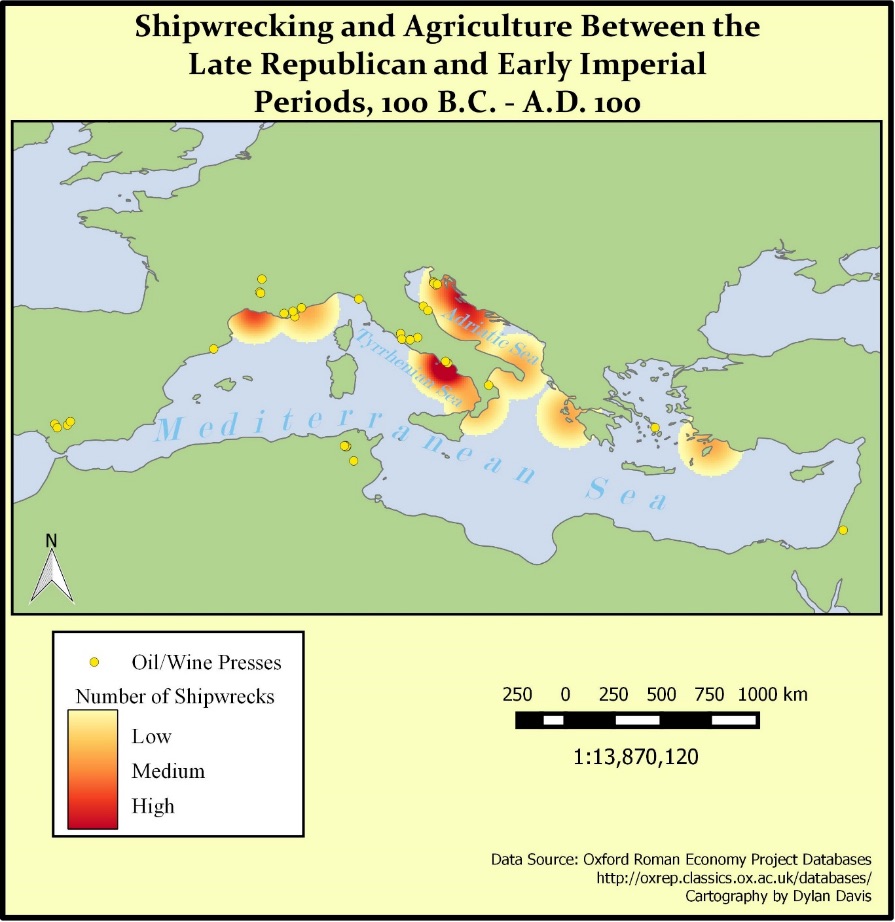 Shipwrecking and Agriculture Between the
Late Republican and Early Imperial
Periods, 100 B.C. - A.D. 100
Adriatic Sea
Tyrrhenian Sea
Mediterranean Sea
N
Oil/Wine Presses
Number of Shipwrecks
Low
Medium
High
250 0 250 500 750 1000 km
1:13,870,120
Data Source: Oxford Roman Economy Project Databases
http://oxrep.classics.ox.ac.uk/databases/
Cartography by Dylan Davis